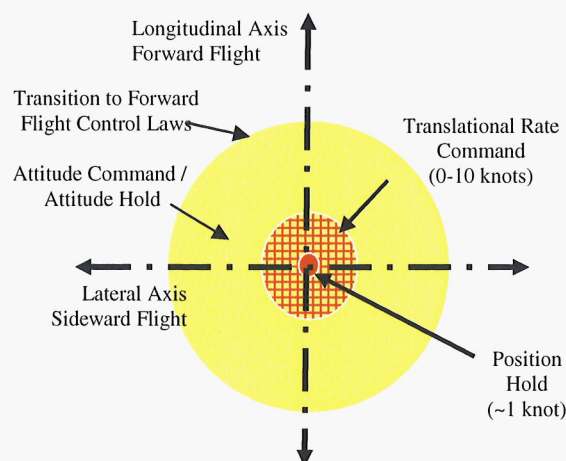 Longitudinal Axis
Forward Flight
Transition to Forward
Flight Control Laws
Translational Rate
Command
(0-10 knots)
Attitude Command /
Attitude Hold
Lateral Axis
Sideward Flight
Position
Hold
(~1 knot)